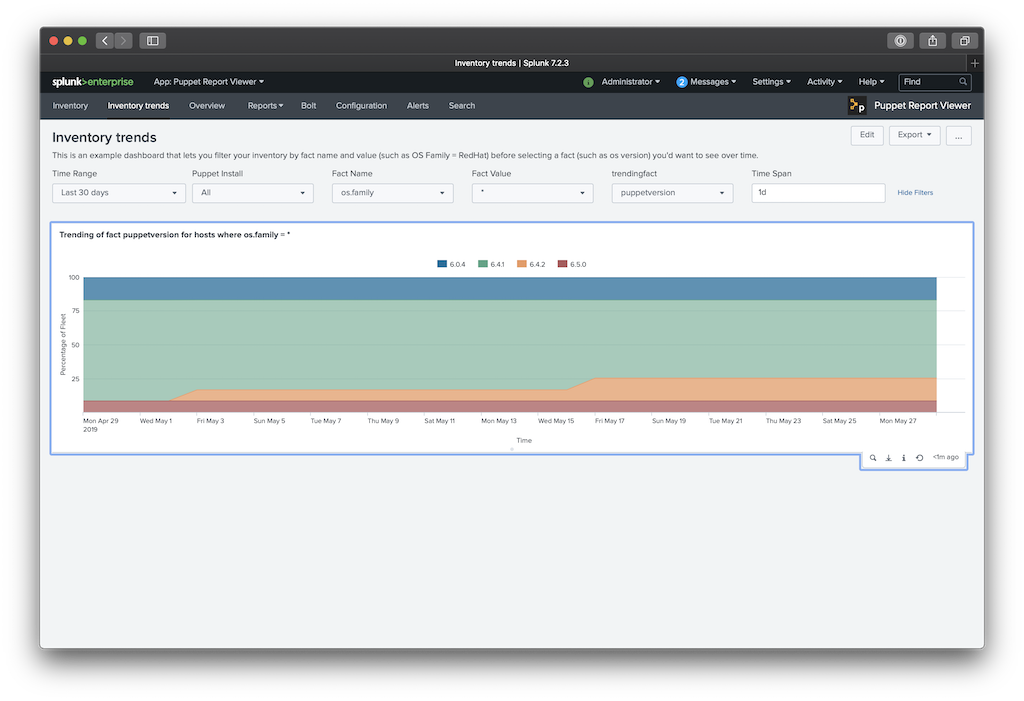 Inventory trends | Splunk 7.2.3
splunk>enterprise App: Puppet Report Viewer i Administrator 2 Messages Settings Activity Help Find
Inventory Inventory trends Overview Reports Bolt Configuration Alerts Search Puppet Report Viewer
Inventory trends Edit Export ...
This is an example dashboard that lets you filter your inventory by fact name and value (such as OS Family = RedHat) before selecting a fact (such as os version) you'd want to see over time.
Time Range Puppet Install Fact Name Fact Value trendingfact Time Span
Last 30 days All os.family * puppetversion 1d Hide Filters
Trending of fact puppetversion for hosts where os.family = *
6.0.4 6.4.1 6.4.2 6.5.0
100
75
50
25
Percentage of Fleet
Mon Apr 29 Wed May 1 Fri May 3 Sun May 5 Tue May 7 Thu May 9 Sat May 11 Mon May 13 Wed May 15 Fri May 17 Sun May 19 Tue May 21 Thu May 23 Sat May 25 Mon May 27
2019
Time
<1m ago